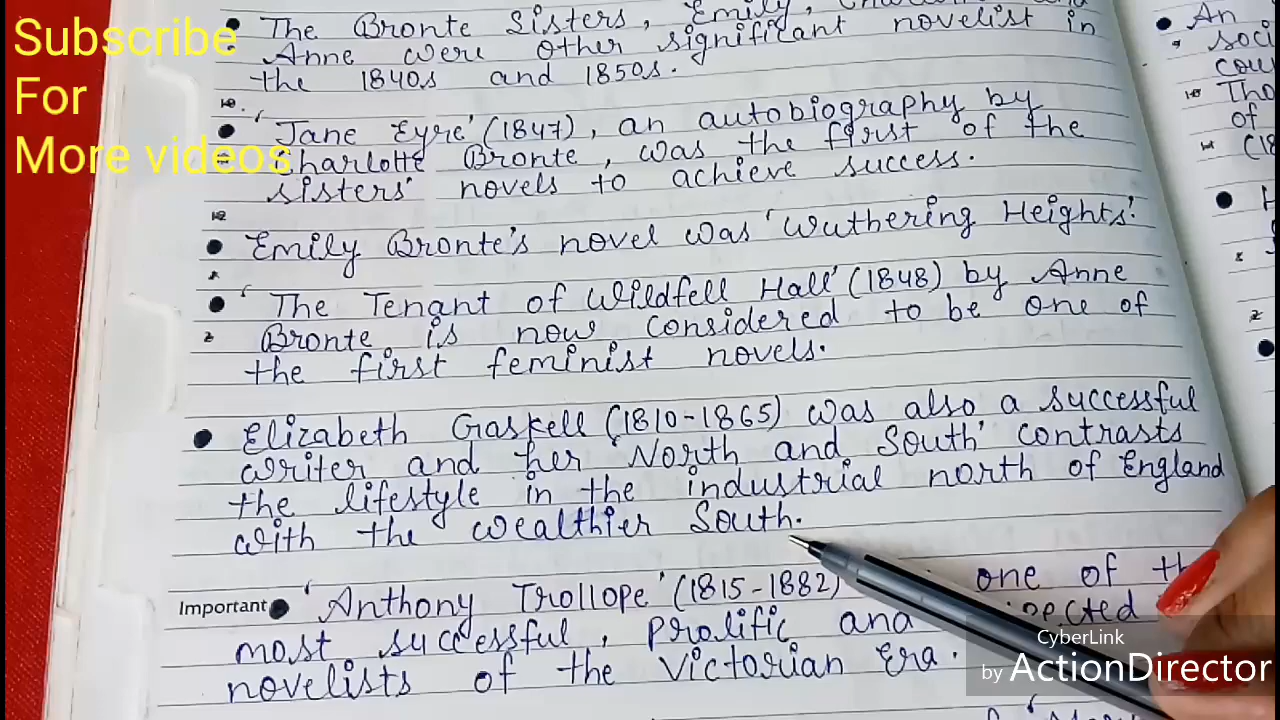 Subscribe
For
More videos
The Bronte Sisters, Emily,
Anne were other significant novelist in
the 1840s and 1850s.
'Jane Eyre' (1847), an autobiography by
Charlotte Bronte, was the first of the
sisters' novels to achieve success.
Emily Bronte's novel was 'Wuthering Heights'.
'The Tenant of Wildfell Hall' (1848) by Anne
Bronte is now considered to be one of
the first feminist novels.
Elizabeth Gaskell (1810-1865) was also a successful
writer and her 'North and South' contrasts
the lifestyle in the industrial north of England
with the wealthier South.
Important 'Anthony Trollope' (1815-1882) one of
most successful, prolific and
novelists of the Victorian Era.
An
of
CyberLink
by ActionDirector